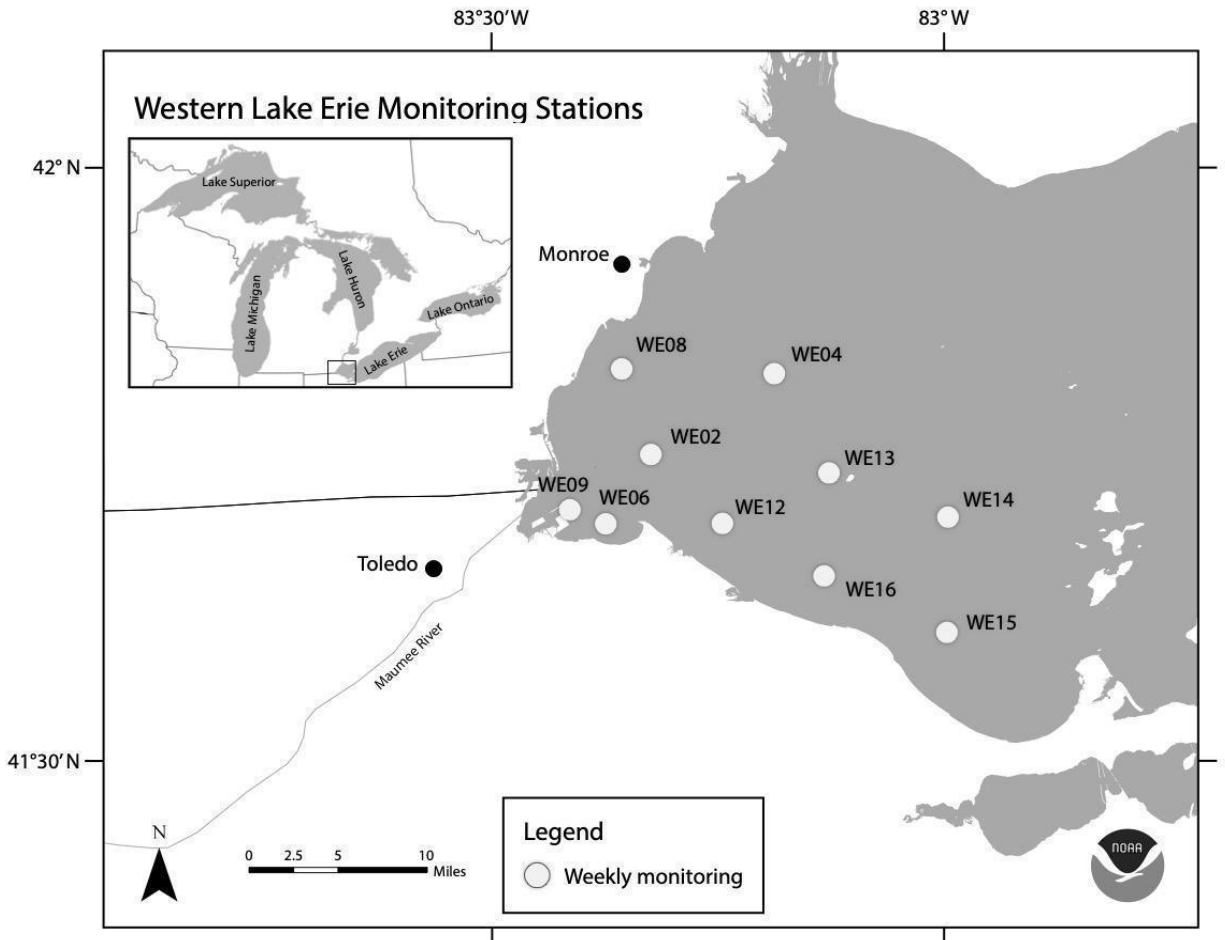 83°30′W
83°W
Western Lake Erie Monitoring Stations
42° N
Lake Superior
Lake Michigan
Lake Huron
Lake Ontario
Lake Erie
Monroe
WE08
WE04
WE02
WE13
WE09
WE06
WE12
WE14
Toledo
WE16
WE15
Maumee River
41°30′N
N
0 2.5 5 10
Miles
Legend
Weekly monitoring
NOAA